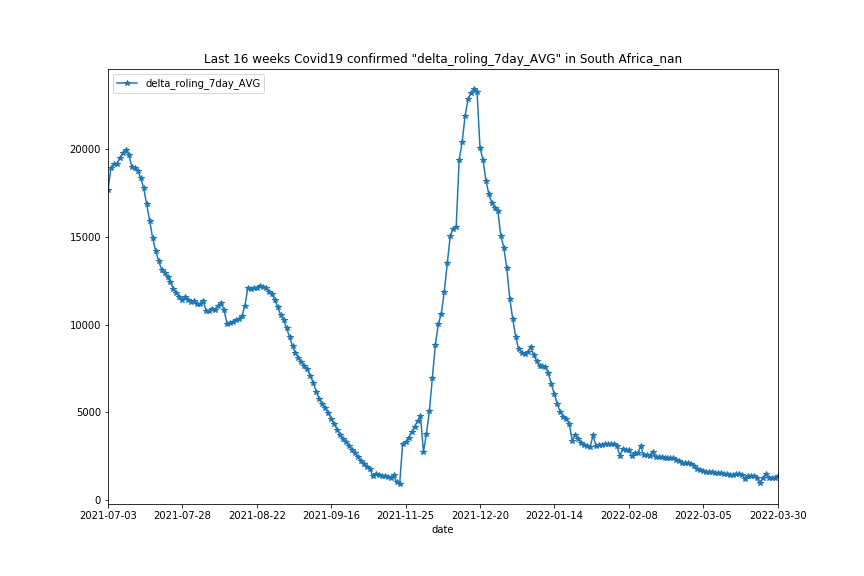 Last 16 weeks Covid19 confirmed "delta_roling_7day_AVG" in South Africa_nan
delta_roling_7day_AVG
20000
15000
10000
5000
0
2021-07-03 2021-07-28 2021-08-22 2021-09-16 2021-11-25 2021-12-20 2022-01-14 2022-02-08 2022-03-05 2022-03-30
date